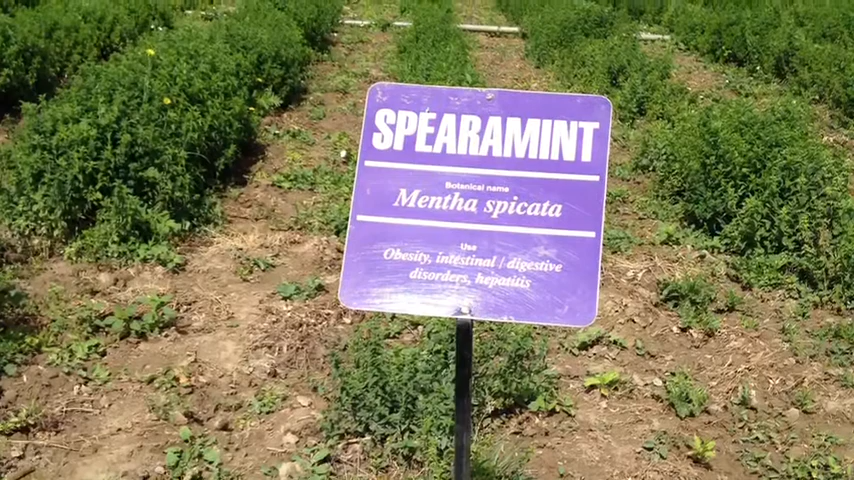 SPEARAMINT
Botanical name
Mentha spicata
Use
Obesity, intestinal / digestive
disorders, hepatitis